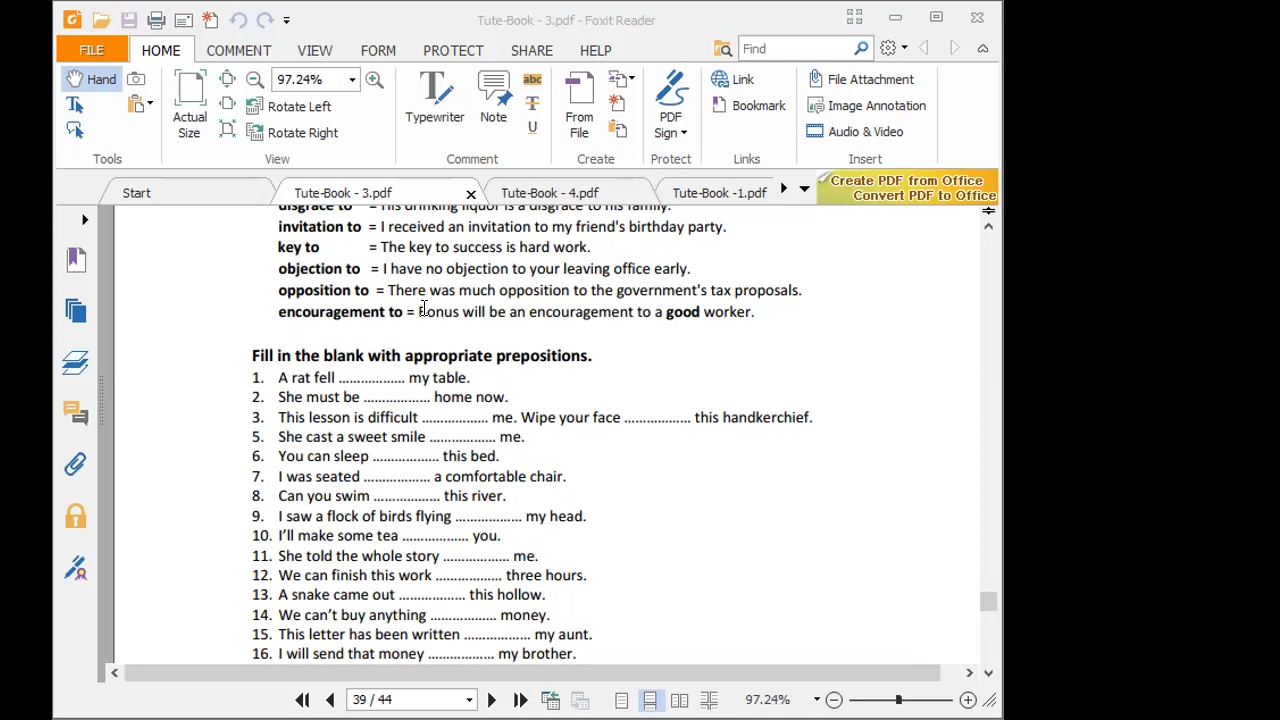 Tute-Book - 3.pdf - Foxit Reader
FILE HOME COMMENT VIEW FORM PROTECT SHARE HELP Find
Hand 97.24% Link File Attachment
Rotate Left Bookmark Image Annotation
Actual Size Rotate Right Typewriter Note From File PDF Sign Audio & Video
Tools View Comment Create Protect Links Insert
Start Tute-Book - 3.pdf Tute-Book - 4.pdf Tute-Book -1.pdf
Create PDF from Office
Convert PDF to Office
disgrace to = His drinking liquor is a disgrace to his family.
invitation to = I received an invitation to my friend's birthday party.
key to = The key to success is hard work.
objection to = I have no objection to your leaving office early.
opposition to = There was much opposition to the government's tax proposals.
encouragement to = Bonus will be an encouragement to a good worker.
Fill in the blank with appropriate prepositions.
1. A rat fell ……………… my table.
2. She must be ……………… home now.
3. This lesson is difficult ……………… me. Wipe your face ……………… this handkerchief.
5. She cast a sweet smile ……………… me.
6. You can sleep ……………… this bed.
7. I was seated ……………… a comfortable chair.
8. Can you swim ……………… this river.
9. I saw a flock of birds flying ……………… my head.
10. I’ll make some tea ……………… you.
11. She told the whole story ……………… me.
12. We can finish this work ……………… three hours.
13. A snake came out ……………… this hollow.
14. We can’t buy anything ……………… money.
15. This letter has been written ……………… my aunt.
16. I will send that money ……………… my brother.
39 / 44 97.24%